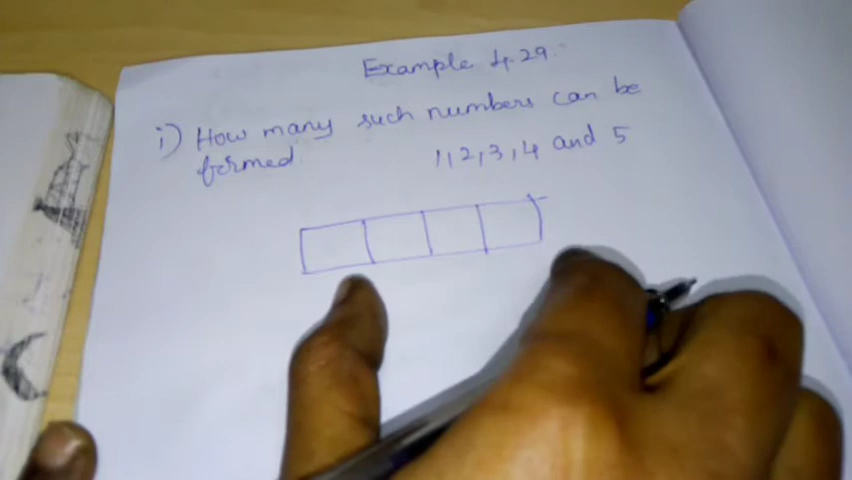 Example 4.29.
i) How many such numbers can be
formed 1, 2, 3, 4 and 5